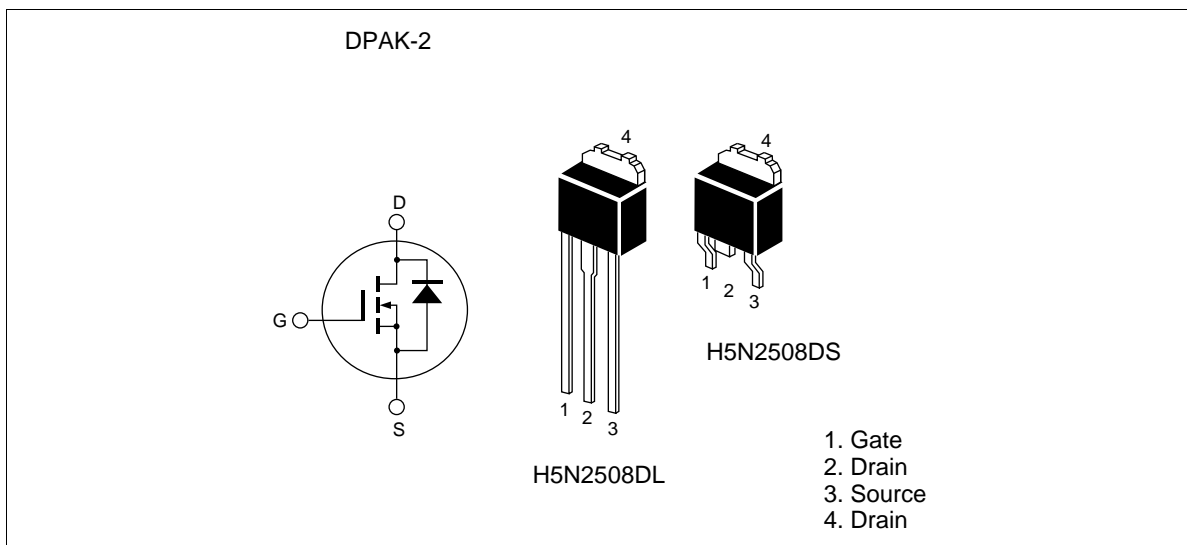 DPAK-2
4
4
D
G
S
1
2
3
H5N2508DL
1
2
3
H5N2508DS
1. Gate
2. Drain
3. Source
4. Drain